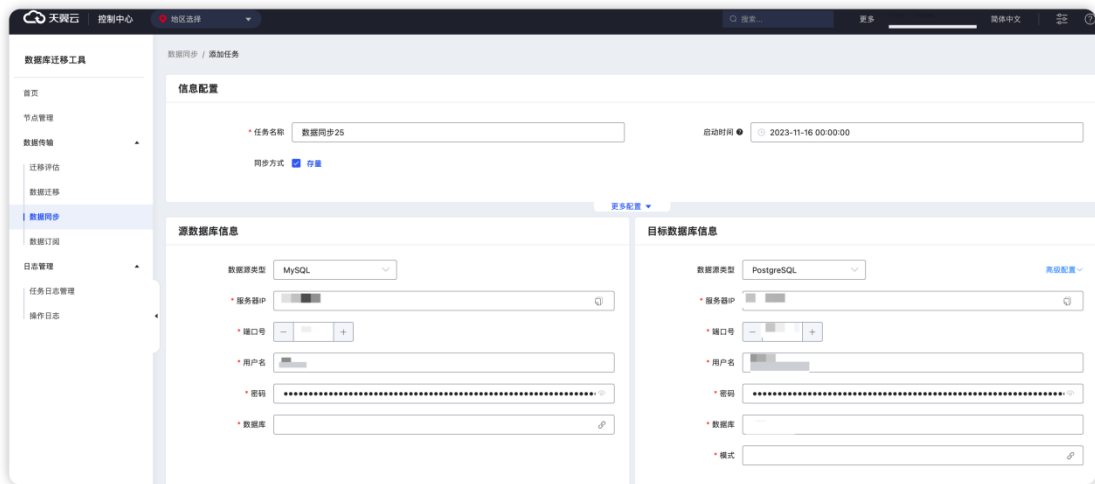 天翼云 控制中心 地区选择 搜索... 更多 简体中文
数据库迁移工具
首页
节点管理
数据传输
迁移评估
数据迁移
数据同步
数据订阅
日志管理
任务日志管理
操作日志
数据同步 / 添加任务
信息配置
* 任务名称 数据同步25 启动时间 2023-11-16 00:00:00
同步方式 存量
更多配置
源数据库信息
数据源类型 MySQL
* 服务器IP
* 端口号
* 用户名
* 密码
* 数据库
目标数据库信息
数据源类型 PostgreSQL 高级配置
* 服务器IP
* 端口号
* 用户名
* 密码
* 数据库
* 模式